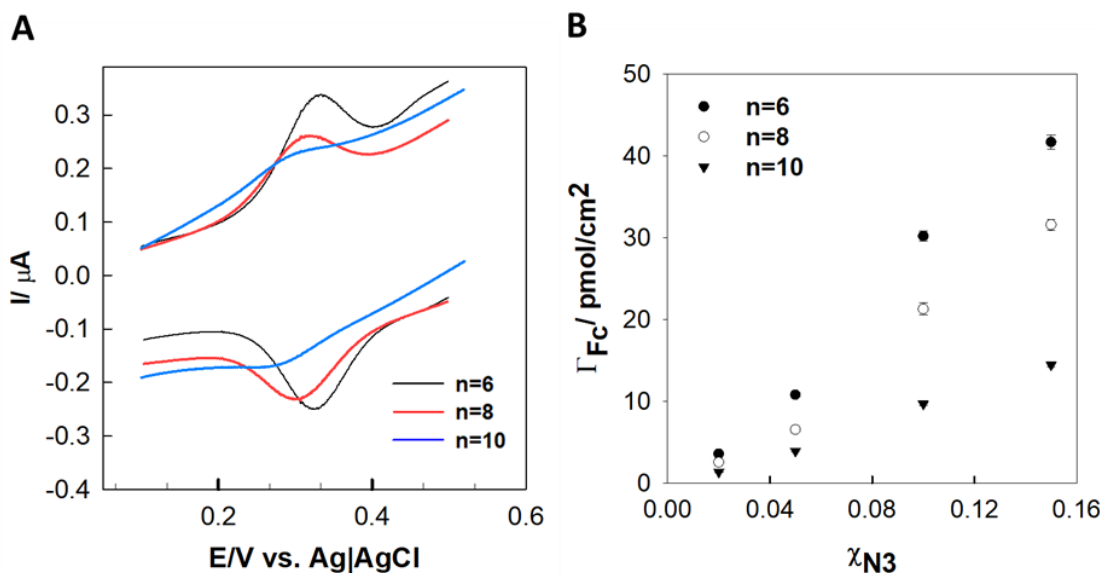 A
I/ μA
0.3
0.2
0.1
0.0
-0.1
-0.2
-0.3
-0.4
0.2
0.4
0.6
E/V vs. Ag|AgCl
n=6
n=8
n=10
B
Γ Fc/ pmol/cm2
50
40
30
20
10
0
0.00
0.04
0.08
0.12
0.16
χN3
n=6
n=8
n=10